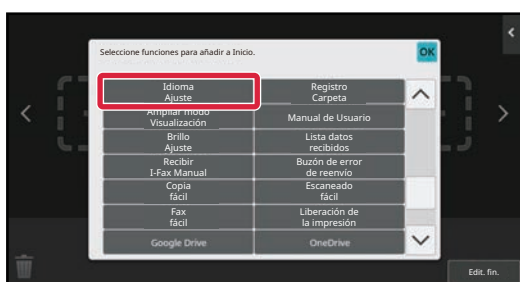 Seleccione funciones para añadir a Inicio.
OK
Idioma
Ajuste
Registro
Carpeta
Ampliar modo
Visualización
Manual de Usuario
Brillo
Ajuste
Lista datos
recibidos
Recibir
I-Fax Manual
Buzón de error
de reenvío
Copia
fácil
Escaneado
fácil
Fax
fácil
Liberación de
la impresión
Google Drive
OneDrive
Edit. fin.